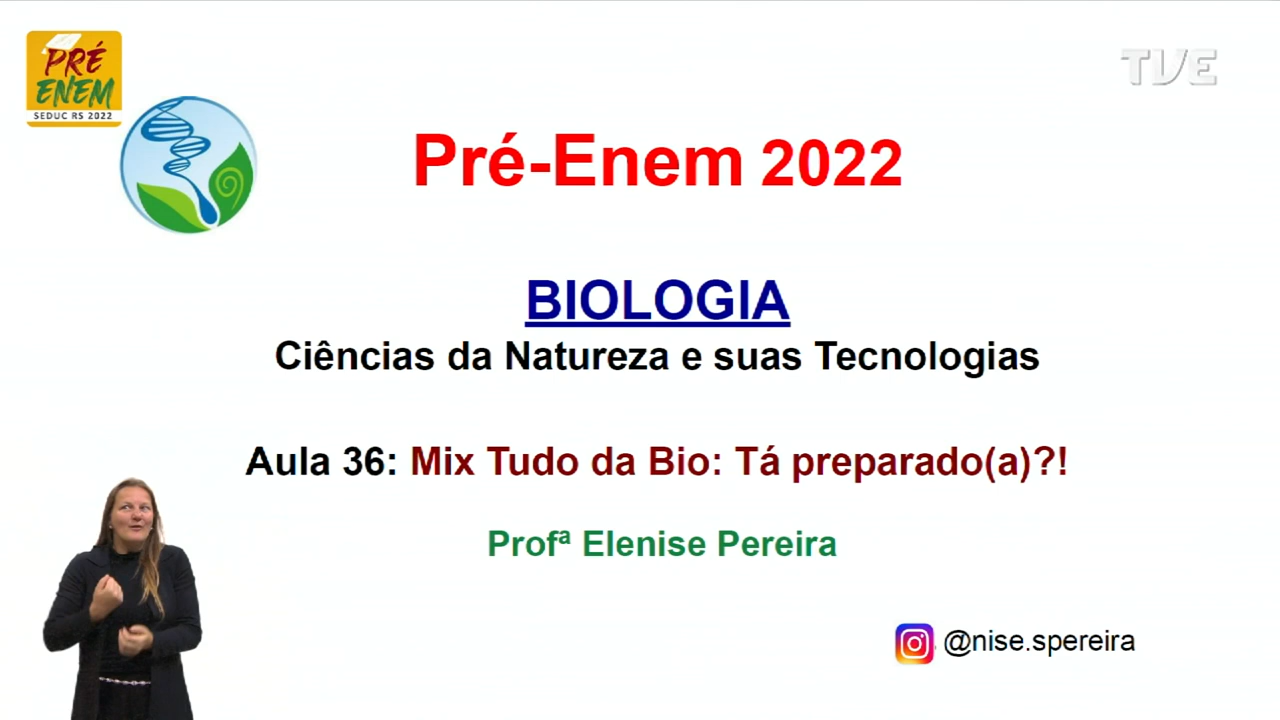 PRÉ
ENEM
SEDUC RS 2022
TVE
Pré-Enem 2022
BIOLOGIA
Ciências da Natureza e suas Tecnologias
Aula 36: Mix Tudo da Bio: Tá preparado(a)?!
Profª Elenise Pereira
@nise.spereira